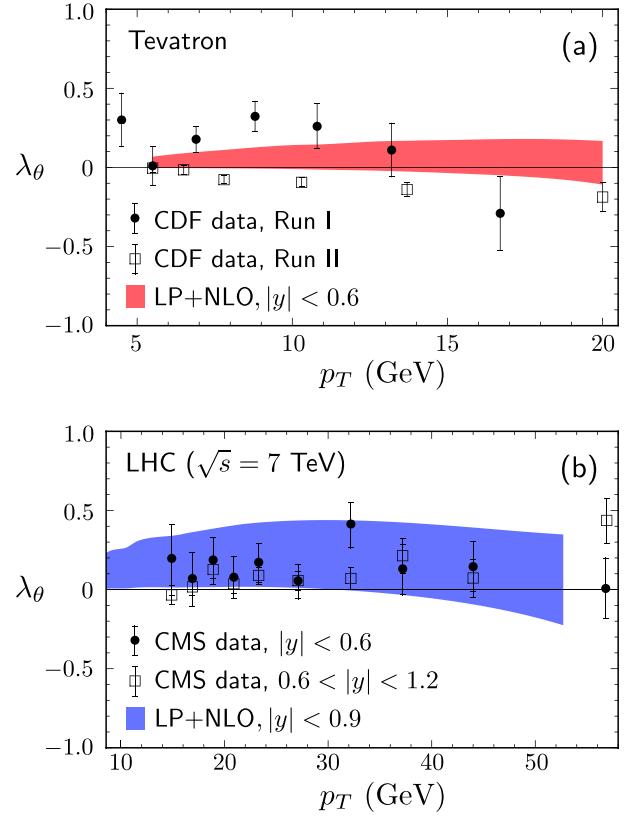 1.0
Tevatron (a)
0.5
λθ 0
CDF data, Run I
−0.5
CDF data, Run II
LP+NLO, |y| < 0.6
−1.0
5 10 15 20
pT (GeV)
1.0
LHC (√s = 7 TeV) (b)
0.5
λθ 0
CMS data, |y| < 0.6
−0.5
CMS data, 0.6 < |y| < 1.2
LP+NLO, |y| < 0.9
−1.0
10 20 30 40 50
pT (GeV)